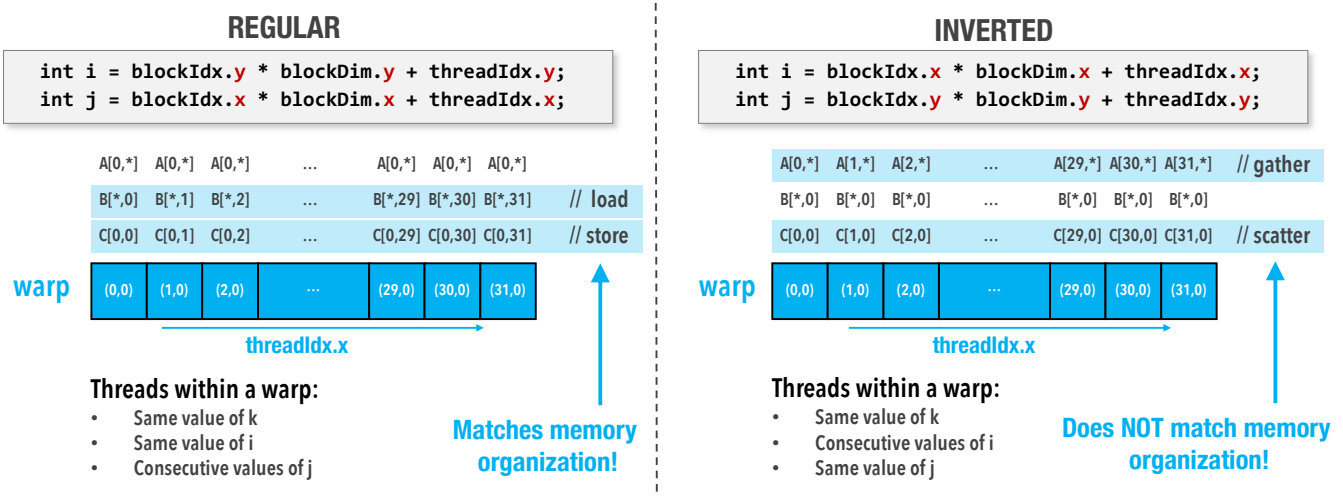 REGULAR
int i = blockIdx.y * blockDim.y + threadIdx.y;
int j = blockIdx.x * blockDim.x + threadIdx.x;
A[0,*] A[0,*] A[0,*] ... A[0,*] A[0,*] A[0,*]
B[*,0] B[*,1] B[*,2] ... B[*,29] B[*,30] B[*,31] // load
C[0,0] C[0,1] C[0,2] ... C[0,29] C[0,30] C[0,31] // store
warp (0,0) (1,0) (2,0) ... (29,0) (30,0) (31,0)
threadIdx.x
Threads within a warp:
• Same value of k
• Same value of i
• Consecutive values of j
Matches memory
organization!
INVERTED
int i = blockIdx.x * blockDim.x + threadIdx.x;
int j = blockIdx.y * blockDim.y + threadIdx.y;
A[0,*] A[1,*] A[2,*] ... A[29,*] A[30,*] A[31,*] // gather
B[*,0] B[*,0] B[*,0] ... B[*,0] B[*,0] B[*,0]
C[0,0] C[1,0] C[2,0] ... C[29,0] C[30,0] C[31,0] // scatter
warp (0,0) (1,0) (2,0) ... (29,0) (30,0) (31,0)
threadIdx.x
Threads within a warp:
• Same value of k
• Consecutive values of i
• Same value of j
Does NOT match memory
organization!